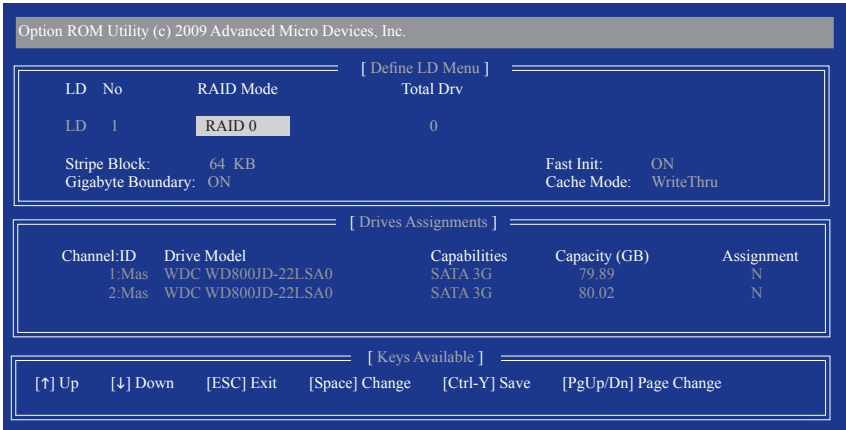 Option ROM Utility (c) 2009 Advanced Micro Devices, Inc.
[ Define LD Menu ]
LD No RAID Mode Total Drv
LD 1 RAID 0 0
Stripe Block: 64 KB Fast Init: ON
Gigabyte Boundary: ON Cache Mode: WriteThru
[ Drives Assignments ]
Channel:ID Drive Model Capabilities Capacity (GB) Assignment
1:Mas WDC WD800JD-22LSA0 SATA 3G 79.89 N
2:Mas WDC WD800JD-22LSA0 SATA 3G 80.02 N
[ Keys Available ]
[↑] Up [↓] Down [ESC] Exit [Space] Change [Ctrl-Y] Save [PgUp/Dn] Page Change